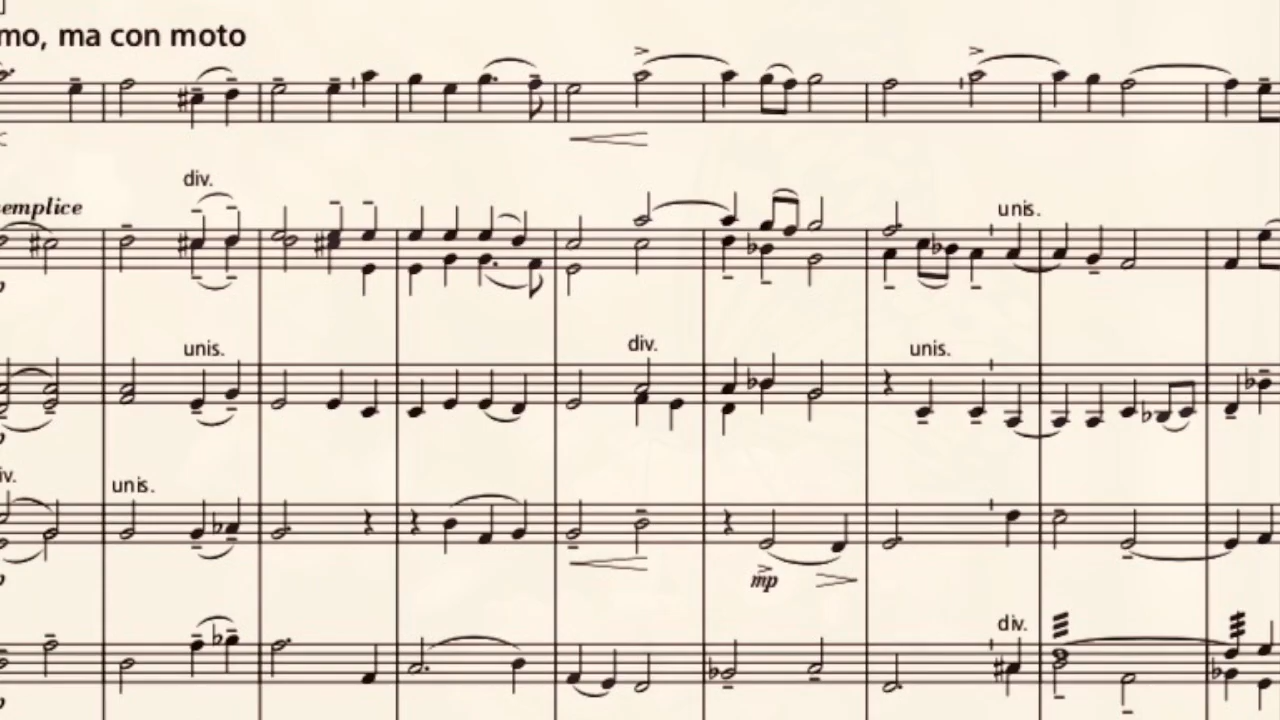 mo, ma con moto
div.
emplice
unis.
unis.
div.
unis.
iv.
unis.
mp
div.